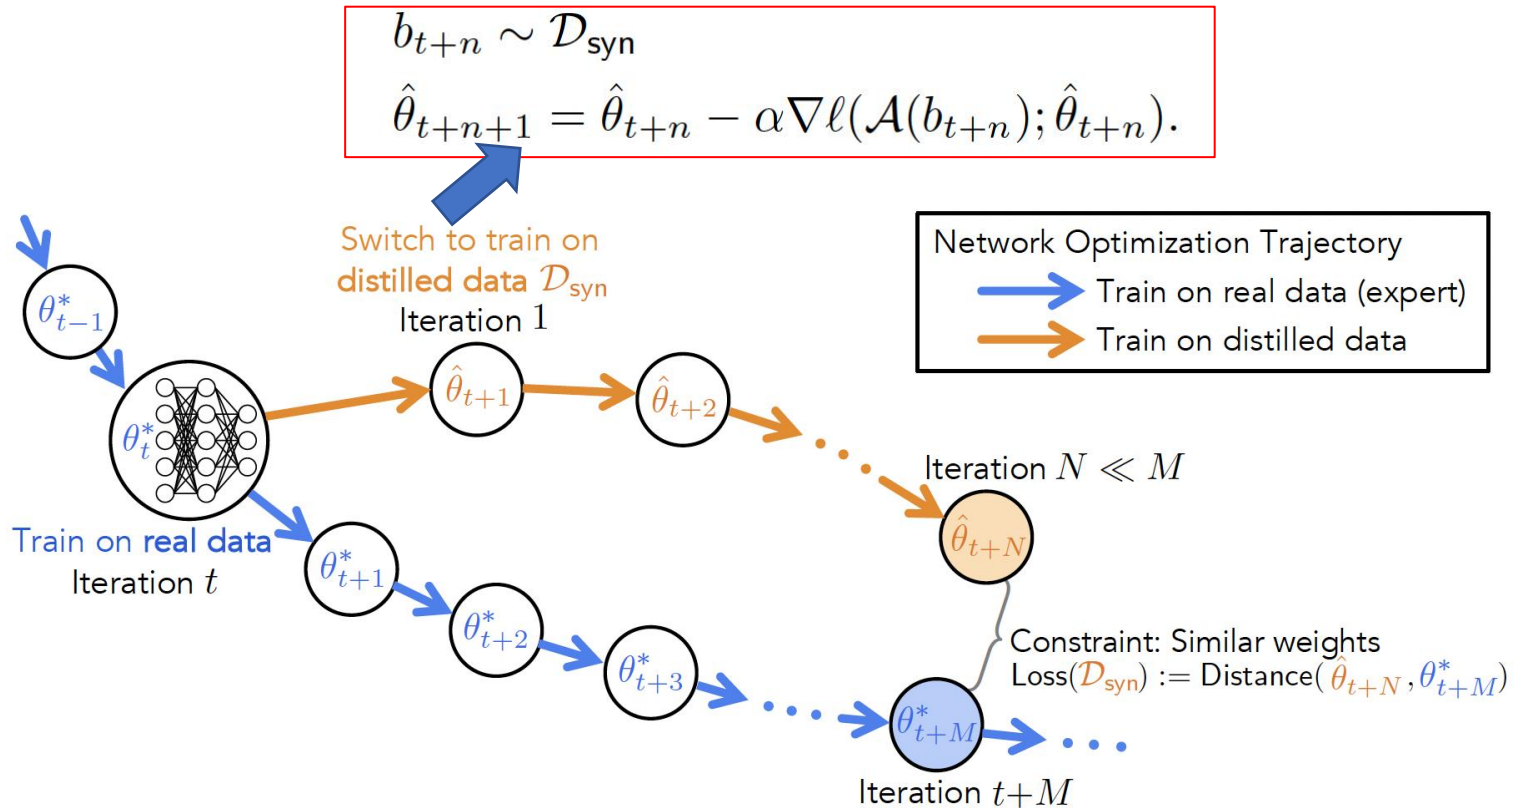 b_{t+n} ∼ 𝒟_syn
θ̂_{t+n+1} = θ̂_{t+n} − α∇ℓ(𝒜(b_{t+n}); θ̂_{t+n}).
Switch to train on
distilled data 𝒟_syn
Iteration 1
Network Optimization Trajectory
Train on real data (expert)
Train on distilled data
θ*_{t−1}
θ*_t
θ̂_{t+1}
θ̂_{t+2}
Iteration N ≪ M
θ̂_{t+N}
Train on real data
Iteration t
θ*_{t+1}
θ*_{t+2}
θ*_{t+3}
θ*_{t+M}
Constraint: Similar weights
Loss(𝒟_syn) := Distance(θ̂_{t+N}, θ*_{t+M})
Iteration t+M